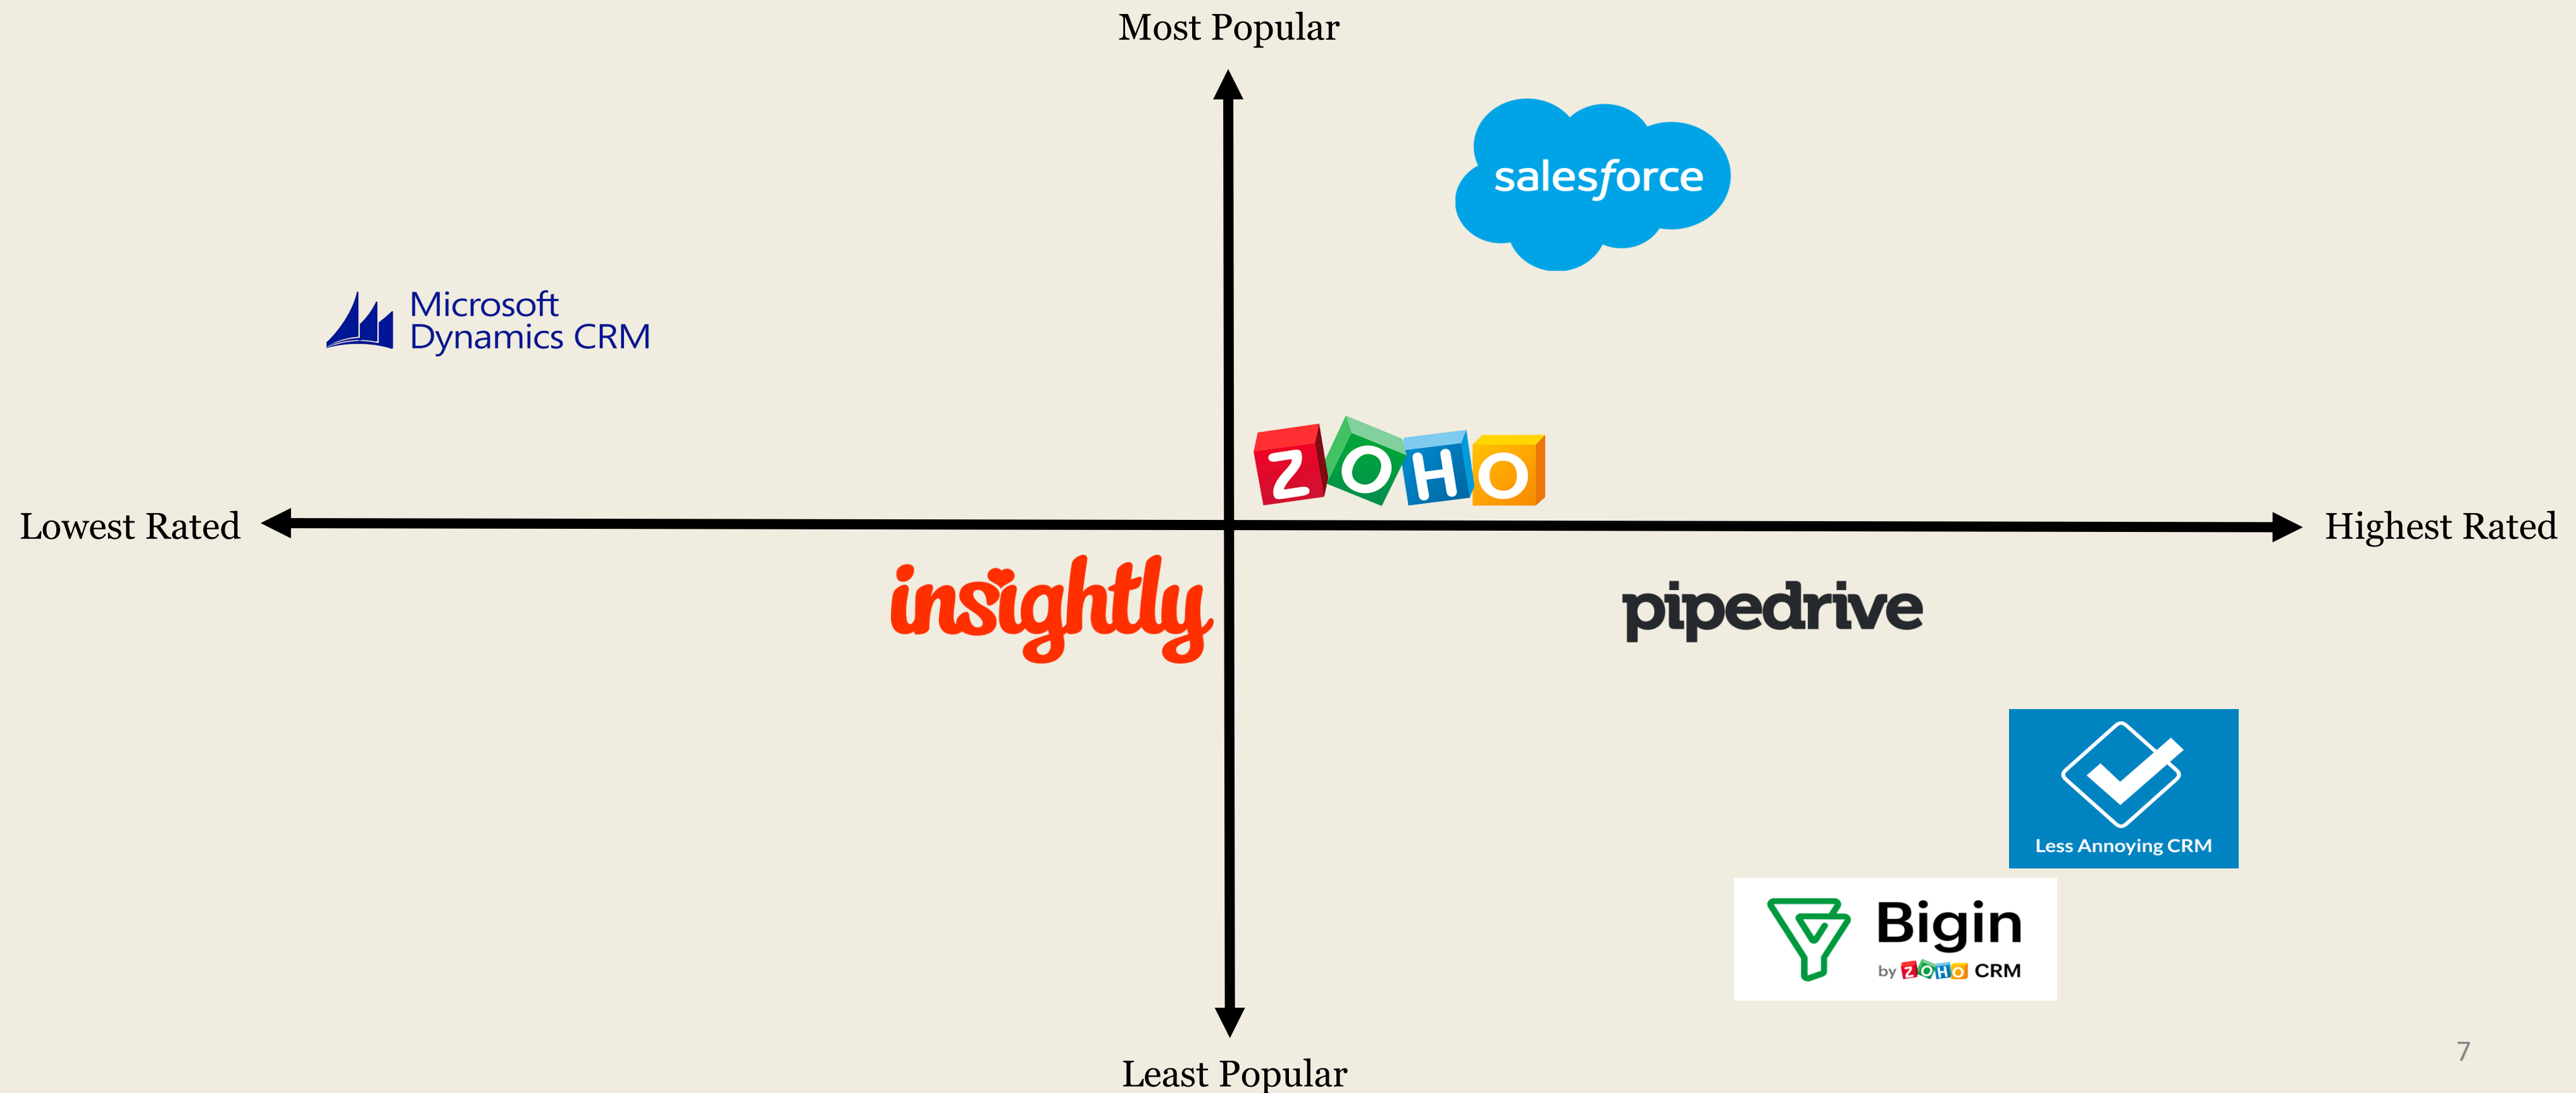 Most Popular
salesforce
Microsoft
Dynamics CRM
ZOHO
Lowest Rated
Highest Rated
insightly
pipedrive
Less Annoying CRM
Bigin
by ZOHO CRM
7
Least Popular